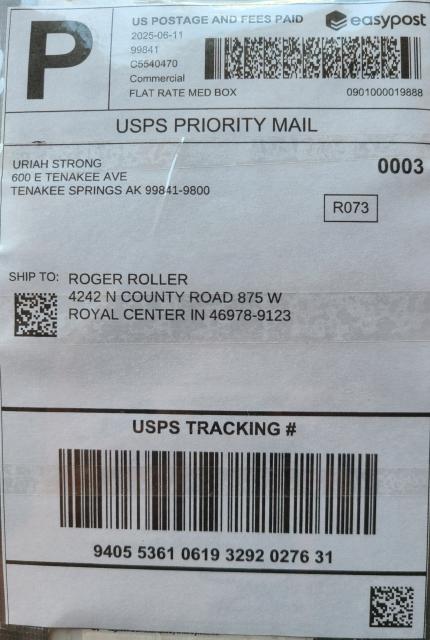 P
US POSTAGE AND FEES PAID
easypost
2025-06-11
99841
C5540470
Commercial
FLAT RATE MED BOX
0901000019888
USPS PRIORITY MAIL
URIAH STRONG
600 E TENAKEE AVE
TENAKEE SPRINGS AK 99841-9800
0003
R073
SHIP TO: ROGER ROLLER
4242 N COUNTY ROAD 875 W
ROYAL CENTER IN 46978-9123
USPS TRACKING #
9405 5361 0619 3292 0276 31